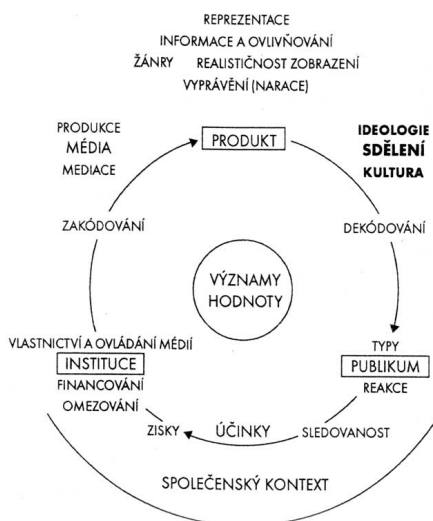 REPREZENTACE
INFORMACE A OVLIVŇOVÁNÍ
ŽÁNRY REALISTIČNOST ZOBRAZENÍ
VYPRÁVĚNÍ (NARACE)
PRODUKCE
MÉDIA
MEDIACE
PRODUKT
IDEOLOGIE
SDĚLENÍ
KULTURA
ZAKÓDOVÁNÍ
DEKÓDOVÁNÍ
VÝZNAMY
HODNOTY
VLASTNICTVÍ A OVLÁDÁNÍ MÉDIÍ
INSTITUCE
FINANCOVÁNÍ
OMEZOVÁNÍ
TYPY
PUBLIKUM
REAKCE
ZISKY
ÚČINKY
SLEDOVANOST
SPOLEČENSKÝ KONTEXT